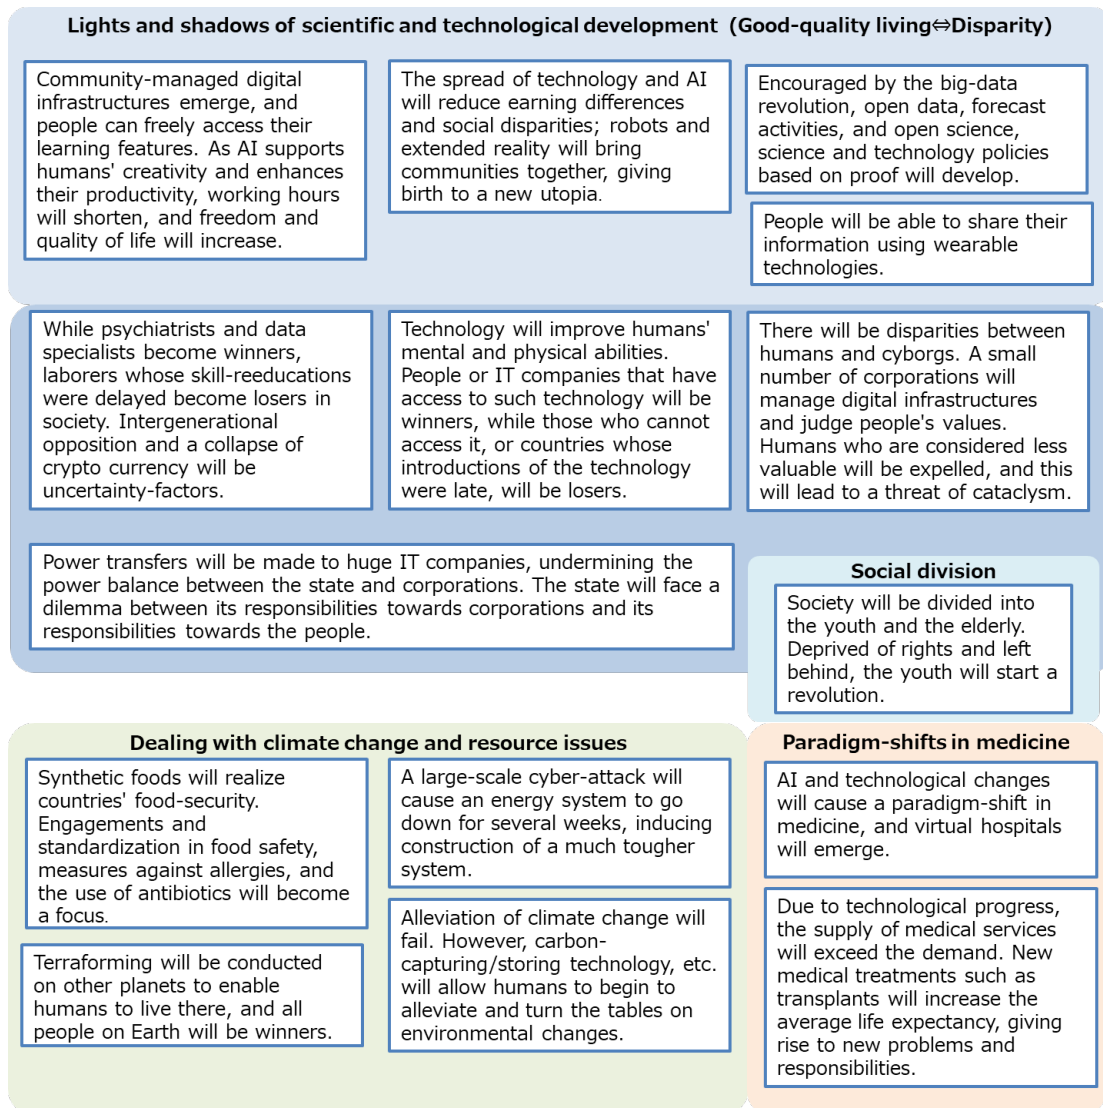 Lights and shadows of scientific and technological development (Good-quality living⇔Disparity)
Community-managed digital
infrastructures emerge, and
people can freely access their
learning features. As AI supports
humans' creativity and enhances
their productivity, working hours
will shorten, and freedom and
quality of life will increase.
The spread of technology and AI
will reduce earning differences
and social disparities; robots and
extended reality will bring
communities together, giving
birth to a new utopia.
Encouraged by the big-data
revolution, open data, forecast
activities, and open science,
science and technology policies
based on proof will develop.
People will be able to share their
information using wearable
technologies.
While psychiatrists and data
specialists become winners,
laborers whose skill-reeducations
were delayed become losers in
society. Intergenerational
opposition and a collapse of
crypto currency will be
uncertainty-factors.
Technology will improve humans'
mental and physical abilities.
People or IT companies that have
access to such technology will be
winners, while those who cannot
access it, or countries whose
introductions of the technology
were late, will be losers.
There will be disparities between
humans and cyborgs. A small
number of corporations will
manage digital infrastructures
and judge people's values.
Humans who are considered less
valuable will be expelled, and this
will lead to a threat of cataclysm.
Power transfers will be made to huge IT companies, undermining the
power balance between the state and corporations. The state will face a
dilemma between its responsibilities towards corporations and its
responsibilities towards the people.
Social division
Society will be divided into
the youth and the elderly.
Deprived of rights and left
behind, the youth will start a
revolution.
Dealing with climate change and resource issues
Synthetic foods will realize
countries' food-security.
Engagements and
standardization in food safety,
measures against allergies, and
the use of antibiotics will become
a focus.
Terraforming will be conducted
on other planets to enable
humans to live there, and all
people on Earth will be winners.
A large-scale cyber-attack will
cause an energy system to go
down for several weeks, inducing
construction of a much tougher
system.
Alleviation of climate change will
fail. However, carbon-
capturing/storing technology, etc.
will allow humans to begin to
alleviate and turn the tables on
environmental changes.
Paradigm-shifts in medicine
AI and technological changes
will cause a paradigm-shift in
medicine, and virtual hospitals
will emerge.
Due to technological progress,
the supply of medical services
will exceed the demand. New
medical treatments such as
transplants will increase the
average life expectancy, giving
rise to new problems and
responsibilities.